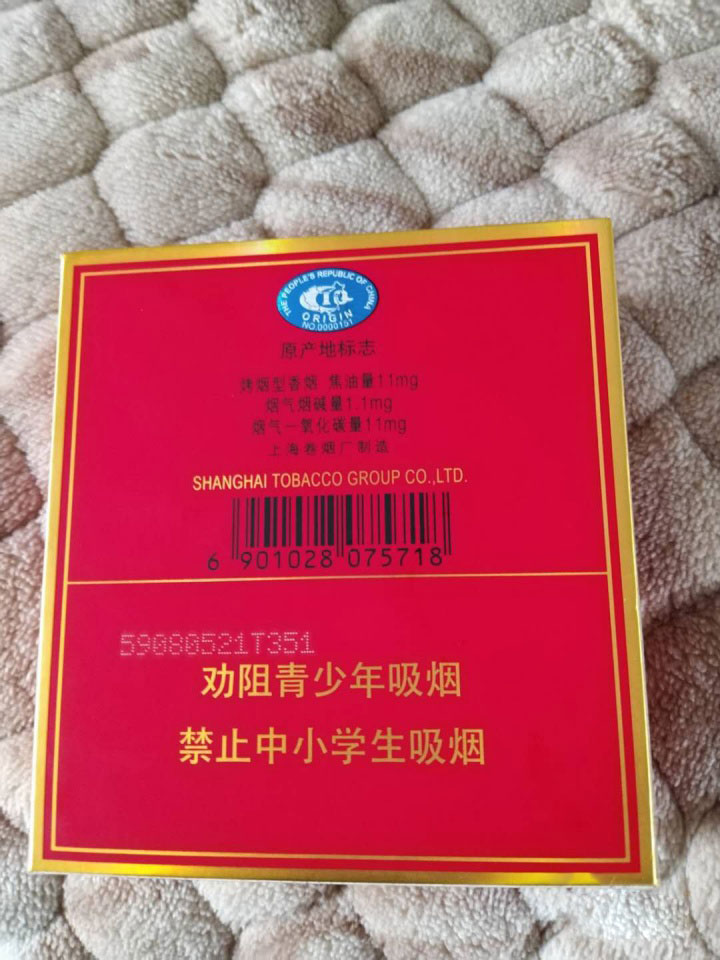 THE PEOPLE'S REPUBLIC OF CHINA
CIQ
ORIGIN
NO.0000151
原产地标志
烤烟型香烟 焦油量11mg
烟气烟碱量1.1mg
烟气一氧化碳量11mg
上海卷烟厂制造
SHANGHAI TOBACCO GROUP CO.,LTD.
6 901028 075718
59080521T351
劝阻青少年吸烟
禁止中小学生吸烟